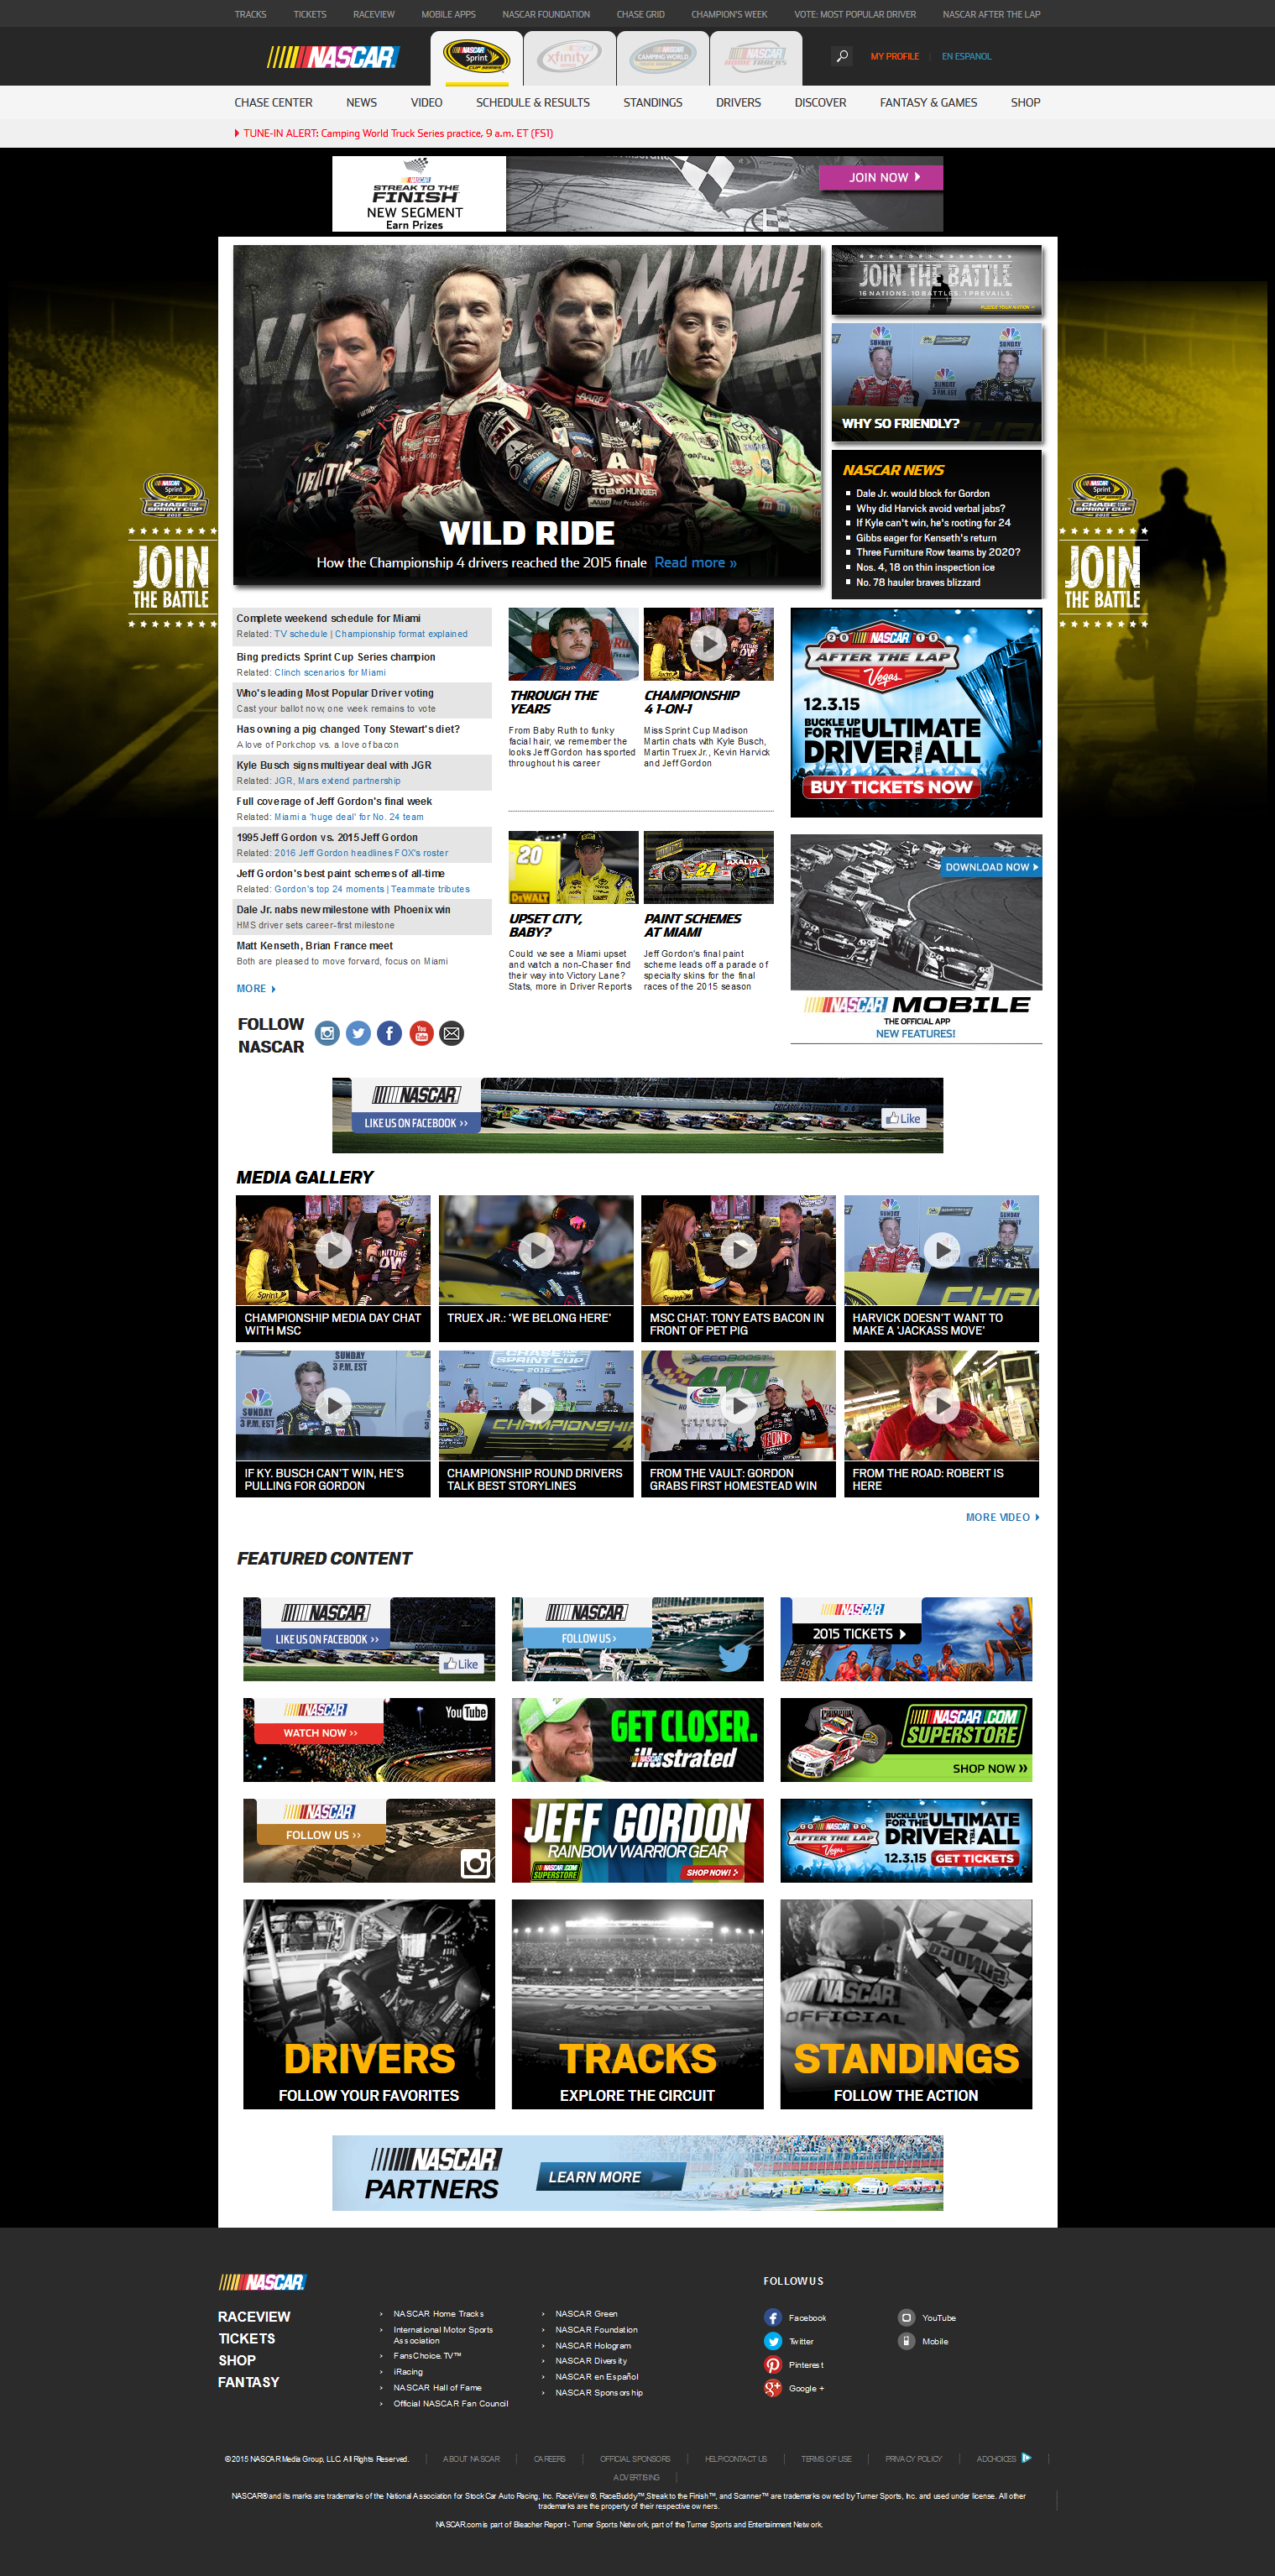 TRACKS TICKETS RACEVIEW MOBILE APPS NASCAR FOUNDATION CHASE GRID CHAMPION'S WEEK VOTE: MOST POPULAR DRIVER NASCAR AFTER THE LAP
NASCAR NASCAR Sprint CUP SERIES xfinity CAMPING WORLD NASCAR HOME TRACKS MY PROFILE EN ESPANOL
CHASE CENTER NEWS VIDEO SCHEDULE & RESULTS STANDINGS DRIVERS DISCOVER FANTASY & GAMES SHOP
TUNE-IN ALERT: Camping World Truck Series practice, 9 a.m. ET (FS1)
NASCAR
STREAK TO THE
FINISH
NEW SEGMENT
Earn Prizes
JOIN NOW
JOIN THE BATTLE
16 NATIONS. 10 BATTLES. 1 PREVAILS.
WHY SO FRIENDLY?
NASCAR NEWS
Dale Jr. would block for Gordon
Why did Harvick avoid verbal jabs?
If Kyle can't win, he's rooting for 24
Gibbs eager for Kenseth's return
Three Furniture Row teams by 2020?
Nos. 4, 18 on thin inspection ice
No. 78 hauler braves blizzard
WILD RIDE
How the Championship 4 drivers reached the 2015 finale Read more »
JOIN
THE BATTLE
JOIN
THE BATTLE
Complete weekend schedule for Miami
Related: TV schedule | Championship format explained
Bing predicts Sprint Cup Series champion
Related: Clinch scenarios for Miami
Who's leading Most Popular Driver voting
Cast your ballot now, one week remains to vote
Has owning a pig changed Tony Stewart's diet?
A love of Porkchop vs. a love of bacon
Kyle Busch signs multiyear deal with JGR
Related: JGR, Mars extend partnership
Full coverage of Jeff Gordon's final week
Related: Miami a 'huge deal' for No. 24 team
1995 Jeff Gordon vs. 2015 Jeff Gordon
Related: 2016 Jeff Gordon headlines FOX's roster
Jeff Gordon's best paint schemes of all-time
Related: Gordon's top 24 moments | Teammate tributes
Dale Jr. nabs new milestone with Phoenix win
HMS driver sets career-first milestone
Matt Kenseth, Brian France meet
Both are pleased to move forward, focus on Miami
MORE
THROUGH THE
YEARS
From Baby Ruth to funky
facial hair, we remember the
looks Jeff Gordon has sported
throughout his career
CHAMPIONSHIP
4 1-ON-1
Miss Sprint Cup Madison
Martin chats with Kyle Busch,
Martin Truex Jr., Kevin Harvick
and Jeff Gordon
UPSET CITY,
BABY?
Could we see a Miami upset
and watch a non-Chaser find
their way into Victory Lane?
Stats, more in Driver Reports
PAINT SCHEMES
AT MIAMI
Jeff Gordon's final paint
scheme leads off a parade of
specialty skins for the final
races of the 2015 season
2015
NASCAR
AFTER THE LAP
Vegas
12.3.15
BUCKLE UP
FOR THE ULTIMATE
DRIVER TELL ALL
BUY TICKETS NOW
DOWNLOAD NOW
NASCAR MOBILE
THE OFFICIAL APP
NEW FEATURES!
FOLLOW
NASCAR
NASCAR
LIKE US ON FACEBOOK >>
Like
MEDIA GALLERY
CHAMPIONSHIP MEDIA DAY CHAT
WITH MSC
TRUEX JR.: 'WE BELONG HERE'
MSC CHAT: TONY EATS BACON IN
FRONT OF PET PIG
HARVICK DOESN'T WANT TO
MAKE A 'JACKASS MOVE'
IF KY. BUSCH CAN'T WIN, HE'S
PULLING FOR GORDON
CHAMPIONSHIP ROUND DRIVERS
TALK BEST STORYLINES
FROM THE VAULT: GORDON
GRABS FIRST HOMESTEAD WIN
FROM THE ROAD: ROBERT IS
HERE
MORE VIDEO
FEATURED CONTENT
NASCAR
LIKE US ON FACEBOOK >>
Like
NASCAR
FOLLOW US >
NASCAR
2015 TICKETS
NASCAR
WATCH NOW >>
YouTube
GET CLOSER.
NASCAR illustrated
NASCAR.COM
SUPERSTORE
SHOP NOW >>
NASCAR
FOLLOW US >>
JEFF GORDON
RAINBOW WARRIOR GEAR
NASCAR.COM SUPERSTORE
SHOP NOW!
NASCAR
AFTER THE LAP
Vegas
BUCKLE UP
FOR THE ULTIMATE
DRIVER TELL ALL
12.3.15 GET TICKETS
DRIVERS
FOLLOW YOUR FAVORITES
TRACKS
EXPLORE THE CIRCUIT
OFFICIAL
STANDINGS
FOLLOW THE ACTION
NASCAR
PARTNERS
LEARN MORE
NASCAR
RACEVIEW
TICKETS
SHOP
FANTASY
NASCAR Home Tracks
International Motor Sports
Association
FansChoice.TV™
iRacing
NASCAR Hall of Fame
Official NASCAR Fan Council
NASCAR Green
NASCAR Foundation
NASCAR Hologram
NASCAR Diversity
NASCAR en Español
NASCAR Sponsorship
FOLLOW US
Facebook
Twitter
Pinterest
Google +
YouTube
Mobile
© 2015 NASCAR Media Group, LLC. All Rights Reserved. ABOUT NASCAR CAREERS OFFICIAL SPONSORS HELP/CONTACT US TERMS OF USE PRIVACY POLICY ADCHOICES
ADVERTISING
NASCAR® and its marks are trademarks of the National Association for Stock Car Auto Racing, Inc. RaceView ®, RaceBuddy™,Streak to the Finish™, and Scanner™ are trademarks owned by Turner Sports, Inc. and used under license. All other
trademarks are the property of their respective owners.
NASCAR.com is part of Bleacher Report - Turner Sports Network, part of the Turner Sports and Entertainment Network.